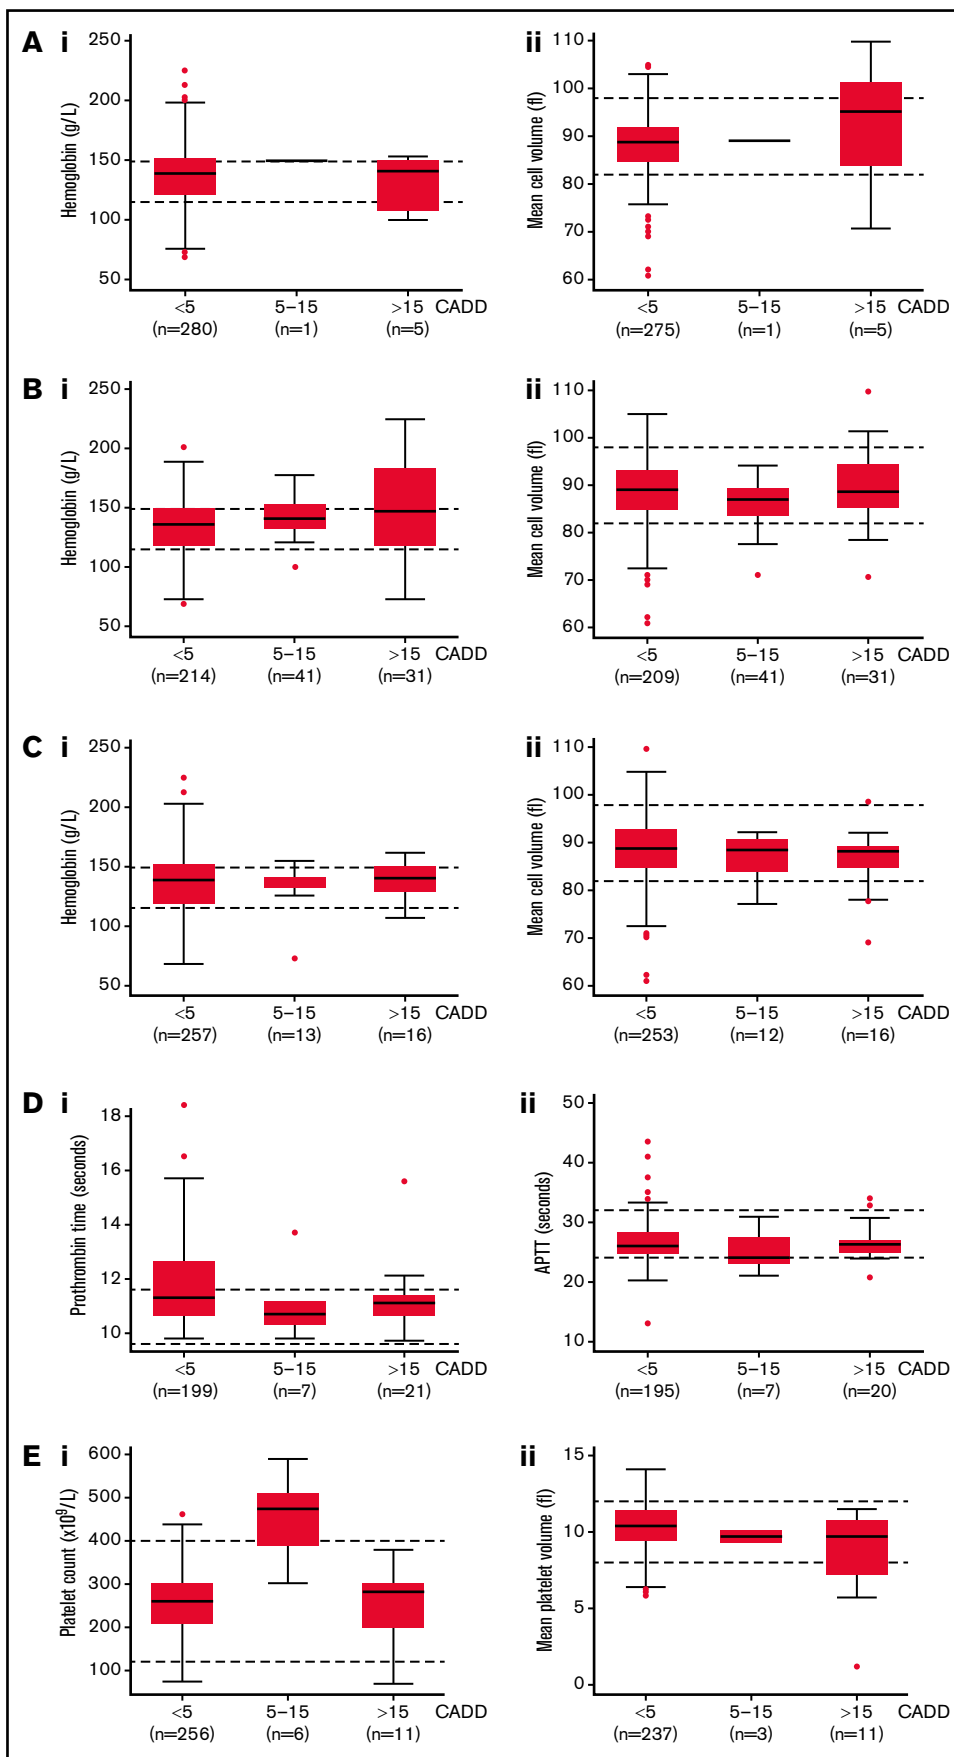 A i
Hemoglobin (g/L)
250
200
150
100
50
<5 5–15 >15 CADD
(n=280) (n=1) (n=5)
ii
Mean cell volume (fl)
110
100
90
80
70
60
<5 5–15 >15 CADD
(n=275) (n=1) (n=5)
B i
Hemoglobin (g/L)
250
200
150
100
50
<5 5–15 >15 CADD
(n=214) (n=41) (n=31)
ii
Mean cell volume (fl)
110
100
90
80
70
60
<5 5–15 >15 CADD
(n=209) (n=41) (n=31)
C i
Hemoglobin (g/L)
250
200
150
100
50
<5 5–15 >15 CADD
(n=257) (n=13) (n=16)
ii
Mean cell volume (fl)
110
100
90
80
70
60
<5 5–15 >15 CADD
(n=253) (n=12) (n=16)
D i
Prothrombin time (seconds)
18
16
14
12
10
<5 5–15 >15 CADD
(n=199) (n=7) (n=21)
ii
APTT (seconds)
50
40
30
20
10
<5 5–15 >15 CADD
(n=195) (n=7) (n=20)
E i
Platelet count (x10⁹/L)
600
500
400
300
200
100
<5 5–15 >15 CADD
(n=256) (n=6) (n=11)
ii
Mean platelet volume (fl)
15
10
5
0
<5 5–15 >15 CADD
(n=237) (n=3) (n=11)